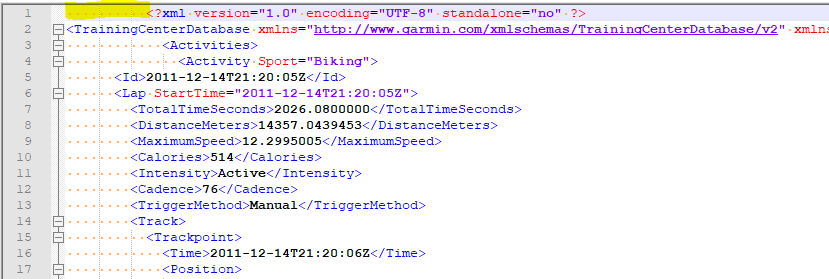 1 <?xml version="1.0" encoding="UTF-8" standalone="no" ?>
2 <TrainingCenterDatabase xmlns="http://www.garmin.com/xmlschemas/TrainingCenterDatabase/v2" xmlns
3 <Activities>
4 <Activity Sport="Biking">
5 <Id>2011-12-14T21:20:05Z</Id>
6 <Lap StartTime="2011-12-14T21:20:05Z">
7 <TotalTimeSeconds>2026.0800000</TotalTimeSeconds>
8 <DistanceMeters>14357.0439453</DistanceMeters>
9 <MaximumSpeed>12.2995005</MaximumSpeed>
10 <Calories>514</Calories>
11 <Intensity>Active</Intensity>
12 <Cadence>76</Cadence>
13 <TriggerMethod>Manual</TriggerMethod>
14 <Track>
15 <Trackpoint>
16 <Time>2011-12-14T21:20:06Z</Time>
17 <Position>